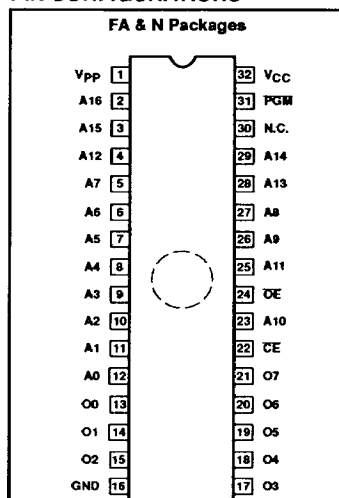 FA & N Packages
VPP 1 32 VCC
A16 2 31 PGM
A15 3 30 N.C.
A12 4 29 A14
A7 5 28 A13
A6 6 27 A8
A5 7 26 A9
A4 8 25 A11
A3 9 24 OE
A2 10 23 A10
A1 11 22 CE
A0 12 21 O7
O0 13 20 O6
O1 14 19 O5
O2 15 18 O4
GND 16 17 O3